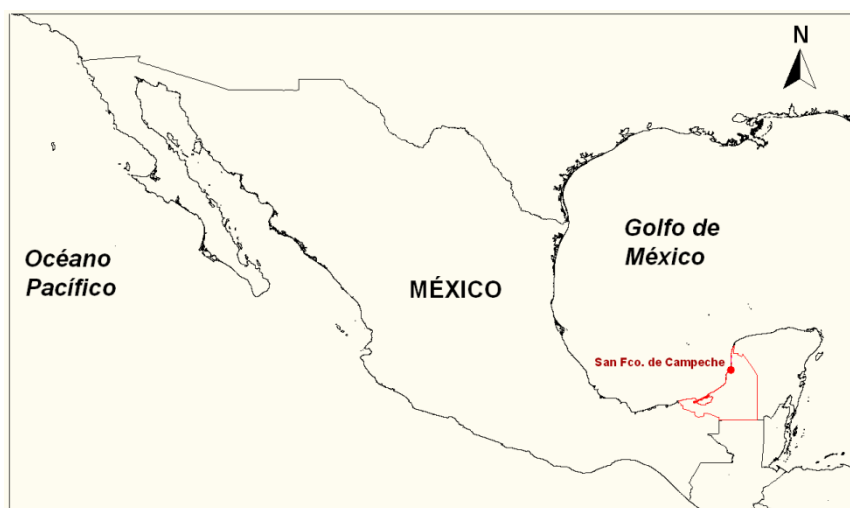 N
Golfo de
México
Océano
Pacífico
MÉXICO
San Fco. de Campeche